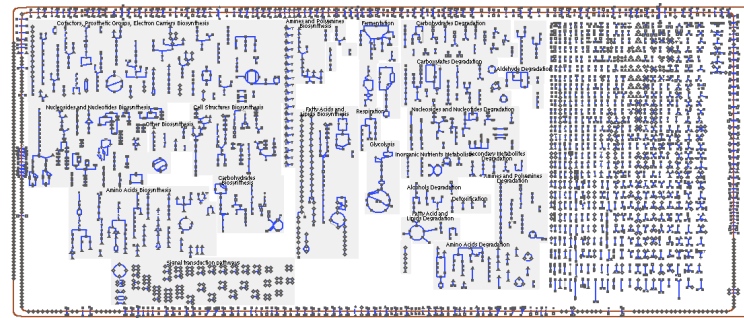 Cofactors, Prosthetic Groups, Electron Carriers Biosynthesis
Amines and Polyamines
Biosynthesis
Fermentation
Carbohydrates Degradation
Carboxylates Degradation
Aldehyde Degradation
Nucleosides and Nucleotides Biosynthesis
Cell Structures Biosynthesis
Fatty Acids and
Lipids Biosynthesis
Respiration
Nucleosides and Nucleotides Degradation
Other Biosynthesis
Glycolysis
Inorganic Nutrients Metabolism
Secondary Metabolites
Degradation
Carbohydrates
Biosynthesis
Amines and Polyamines
Degradation
Amino Acids Biosynthesis
Alcohols Degradation
Detoxification
Fatty Acid and
Lipids Degradation
Amino Acids Degradation
Signal transduction pathways